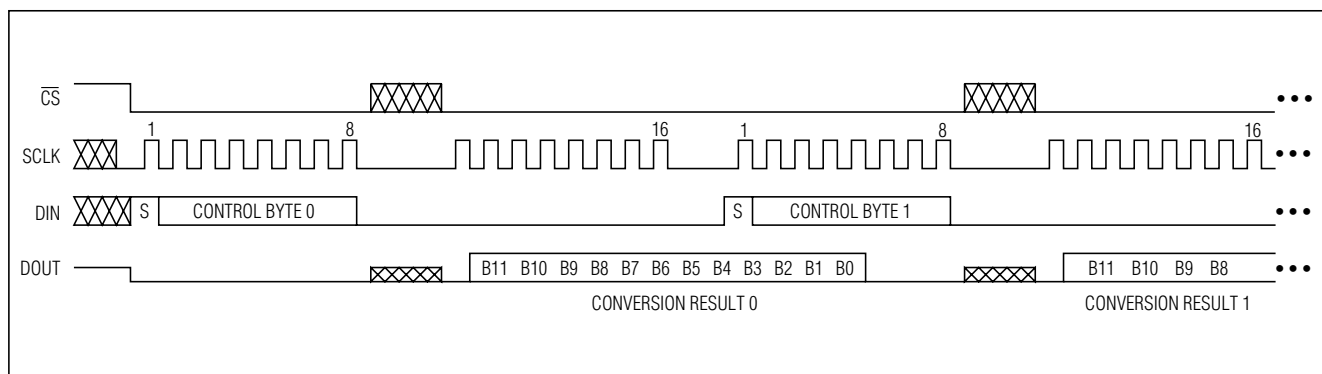 CS
1 8 16 1 8 16
SCLK
DIN S CONTROL BYTE 0 S CONTROL BYTE 1
DOUT B11 B10 B9 B8 B7 B6 B5 B4 B3 B2 B1 B0 B11 B10 B9 B8
CONVERSION RESULT 0 CONVERSION RESULT 1